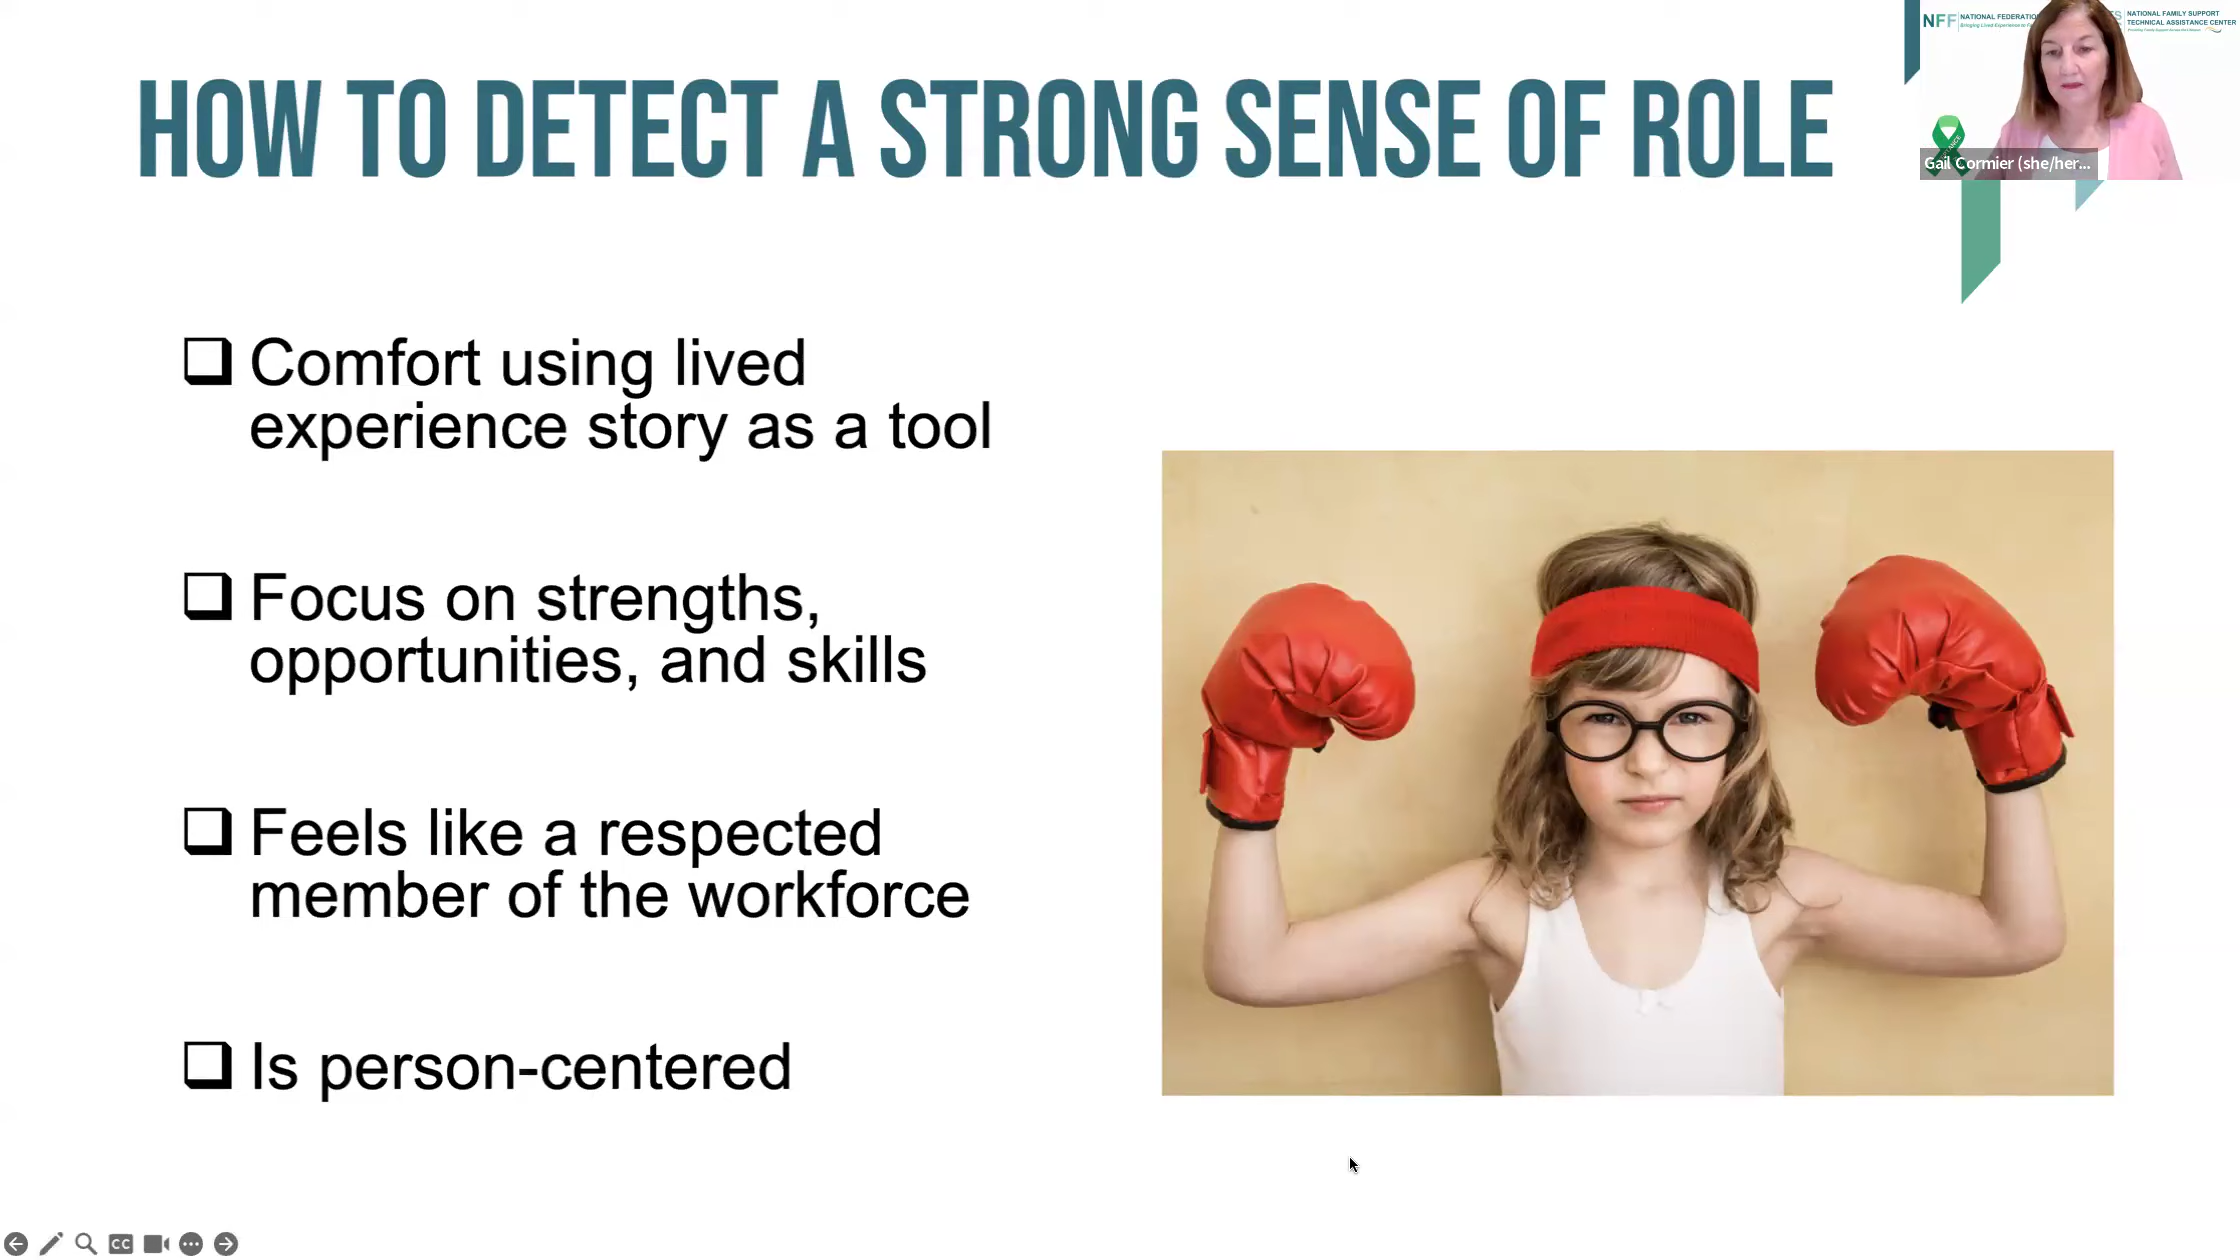 HOW TO DETECT A STRONG SENSE OF ROLE
Comfort using lived
experience story as a tool
Focus on strengths,
opportunities, and skills
Feels like a respected
member of the workforce
Is person-centered
NFF
NATIONAL
NATIONAL FAMILY SUPPORT
TECHNICAL ASSISTANCE CENTER
Gail Cormier (she/her...
CC